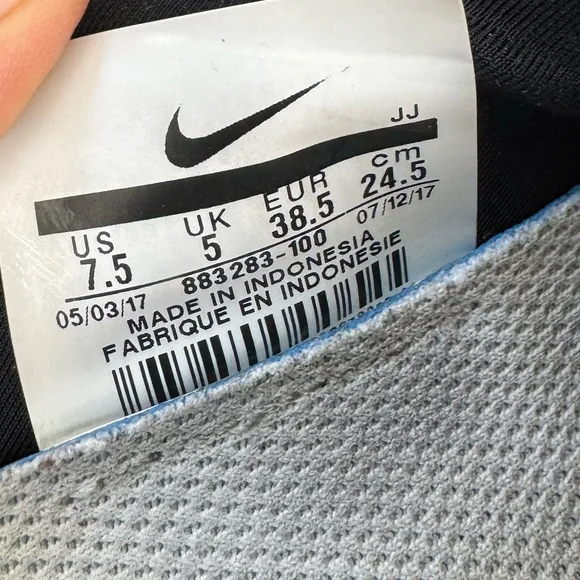 JJ
US UK EUR cm
7.5 5 38.5 24.5
05/03/17 883283-100 07/12/17
MADE IN INDONESIA
FABRIQUE EN INDONÉSIE